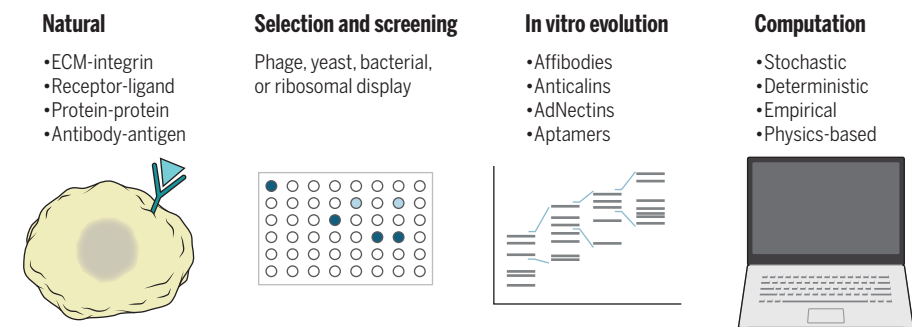 Natural
•ECM-integrin
•Receptor-ligand
•Protein-protein
•Antibody-antigen
Selection and screening
Phage, yeast, bacterial,
or ribosomal display
In vitro evolution
•Affibodies
•Anticalins
•AdNectins
•Aptamers
Computation
•Stochastic
•Deterministic
•Empirical
•Physics-based